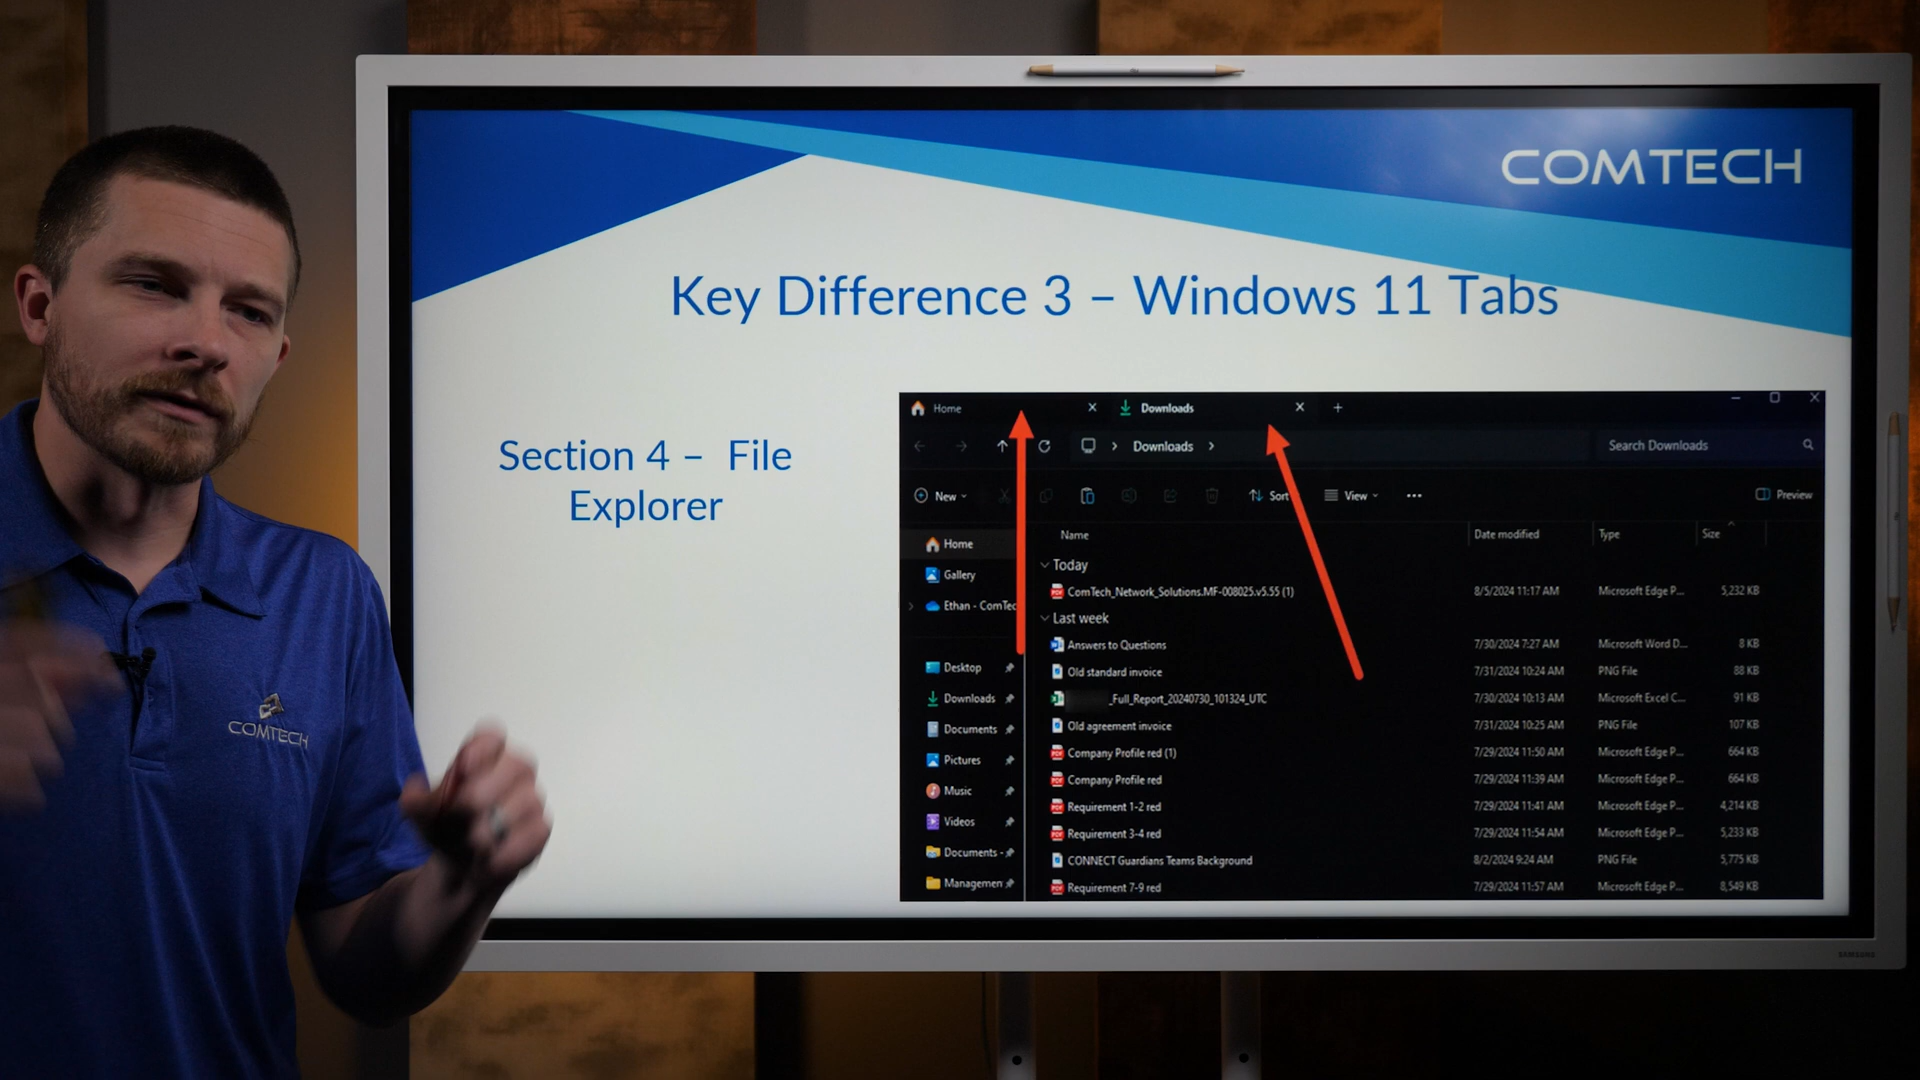 COMTECH
Key Difference 3 – Windows 11 Tabs
Section 4 – File
Explorer
Home
Downloads
Downloads
Search Downloads
New
Sort
View
Preview
Name Date modified Type Size
Home
Gallery
Ethan - ComTec
Desktop
Downloads
Documents
Pictures
Music
Videos
Documents -
Managemen
Today
ComTech_Network_Solutions.MF-008025.v5.55 (1) 8/5/2024 11:17 AM Microsoft Edge P... 5,232 KB
Last week
Answers to Questions 7/30/2024 7:27 AM Microsoft Word D... 8 KB
Old standard invoice 7/31/2024 10:24 AM PNG File 88 KB
_Full_Report_20240730_101324_UTC 7/30/2024 10:13 AM Microsoft Excel C... 91 KB
Old agreement invoice 7/31/2024 10:25 AM PNG File 107 KB
Company Profile red (1) 7/29/2024 11:50 AM Microsoft Edge P... 664 KB
Company Profile red 7/29/2024 11:39 AM Microsoft Edge P... 664 KB
Requirement 1-2 red 7/29/2024 11:41 AM Microsoft Edge P... 4,214 KB
Requirement 3-4 red 7/29/2024 11:54 AM Microsoft Edge P... 5,233 KB
CONNECT Guardians Teams Background 8/2/2024 9:24 AM PNG File 5,775 KB
Requirement 7-9 red 7/29/2024 11:57 AM Microsoft Edge P... 8,549 KB
SAMSUNG
COMTECH